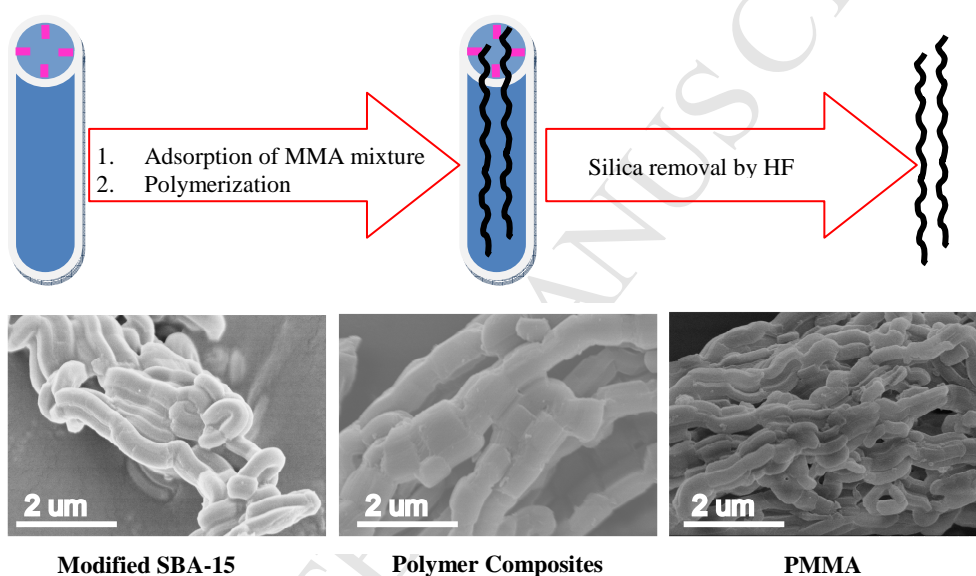 1. Adsorption of MMA mixture
2. Polymerization
Silica removal by HF
2 um
2 um
2 um
Modified SBA-15
Polymer Composites
PMMA